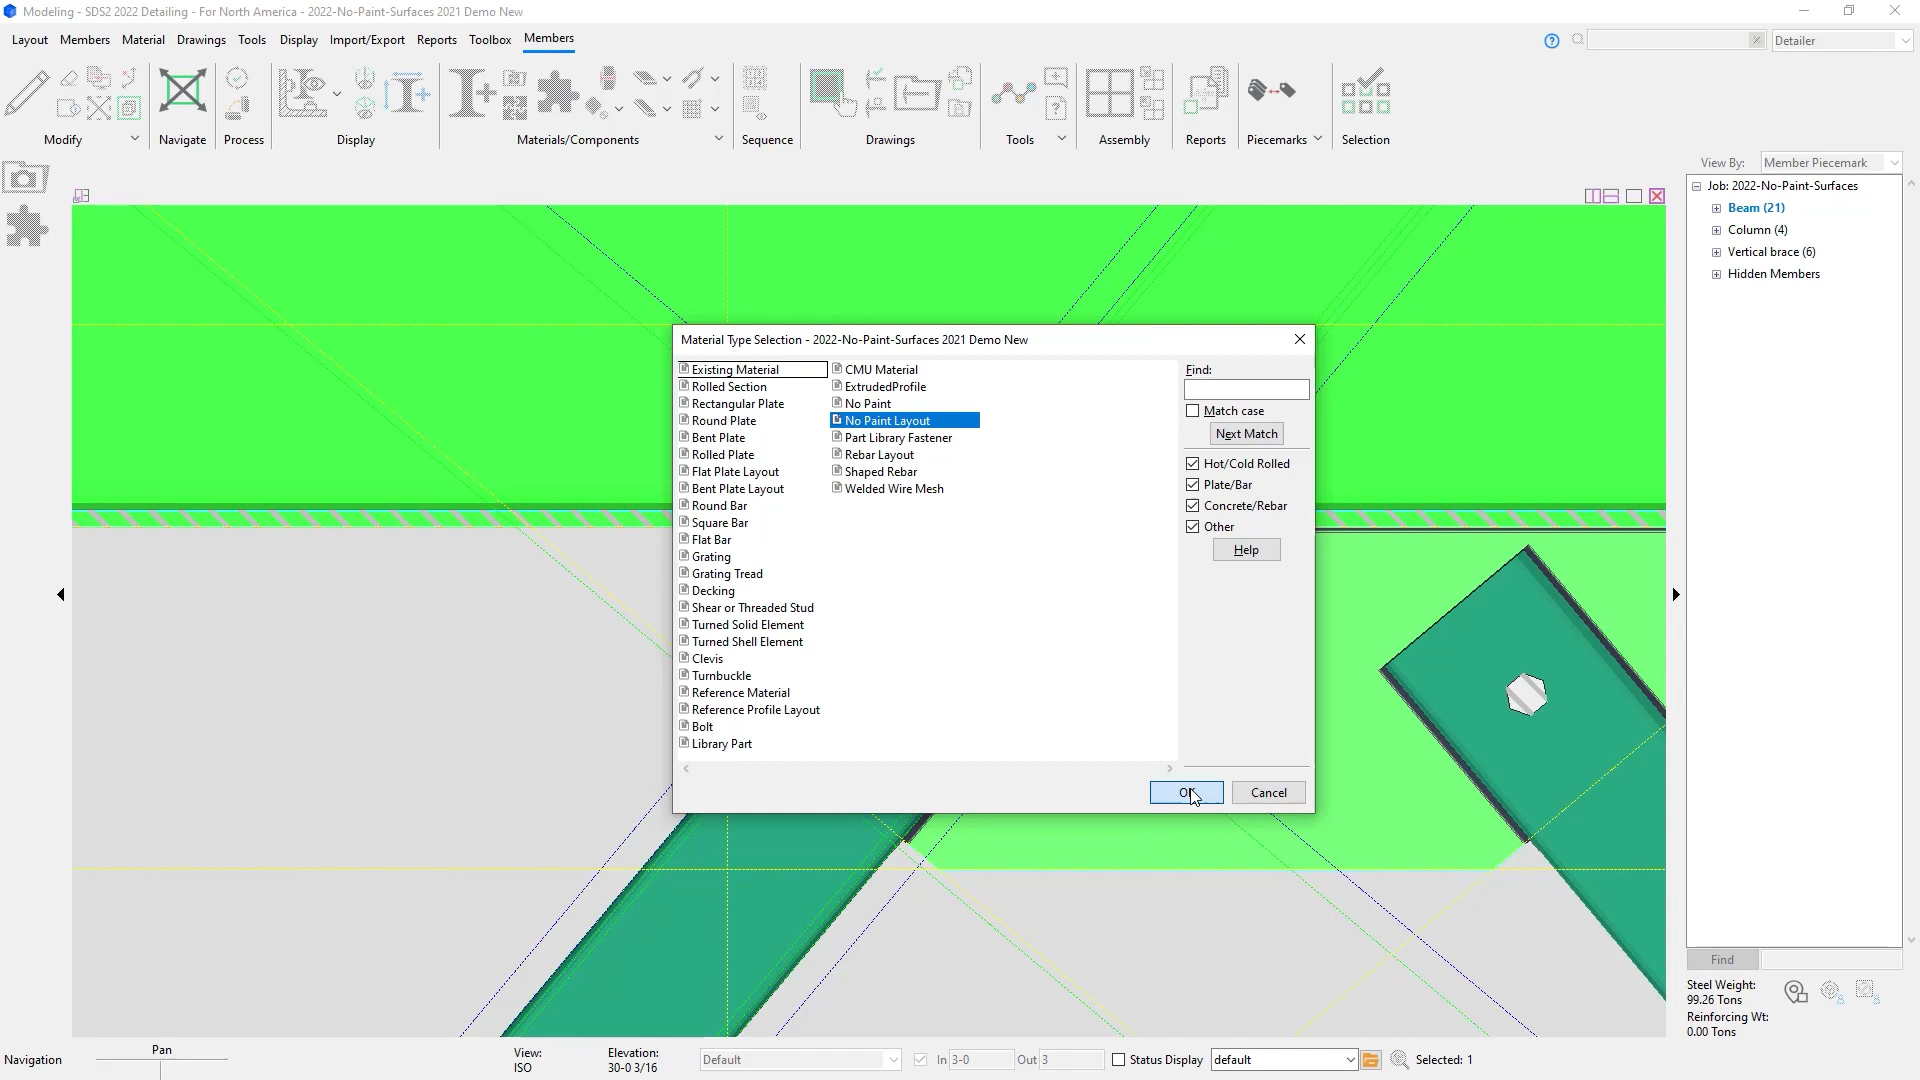 Modeling - SDS2 2022 Detailing - For North America - 2022-No-Paint-Surfaces 2021 Demo New
Layout Members Material Drawings Tools Display Import/Export Reports Toolbox Members
Detailer
Modify Navigate Process Display Materials/Components Sequence Drawings Tools Assembly Reports Piecemarks Selection
View By: Member Piecemark
Job: 2022-No-Paint-Surfaces
Beam (21)
Column (4)
Vertical brace (6)
Hidden Members
Material Type Selection - 2022-No-Paint-Surfaces 2021 Demo New
Existing Material
Rolled Section
Rectangular Plate
Round Plate
Bent Plate
Rolled Plate
Flat Plate Layout
Bent Plate Layout
Round Bar
Square Bar
Flat Bar
Grating
Grating Tread
Decking
Shear or Threaded Stud
Turned Solid Element
Turned Shell Element
Clevis
Turnbuckle
Reference Material
Reference Profile Layout
Bolt
Library Part
CMU Material
ExtrudedProfile
No Paint
No Paint Layout
Part Library Fastener
Rebar Layout
Shaped Rebar
Welded Wire Mesh
Find:
Match case
Next Match
Hot/Cold Rolled
Plate/Bar
Concrete/Rebar
Other
Help
OK Cancel
Find
Steel Weight:
99.26 Tons
Reinforcing Wt:
0.00 Tons
Navigation
Pan
View:
ISO
Elevation:
30-0 3/16
Default
In 3-0
Out 3
Status Display
default
Selected: 1